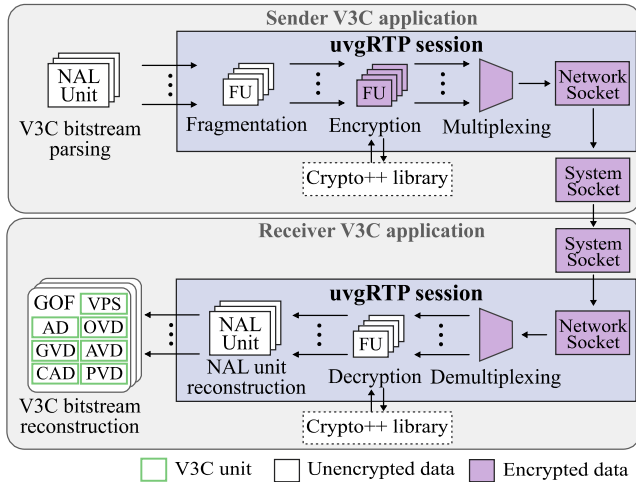 Sender V3C application
uvgRTP session
NAL
Unit
FU
FU
Network
Socket
V3C bitstream
parsing
Fragmentation
Encryption
Multiplexing
Crypto++ library
System
Socket
Receiver V3C application
System
Socket
uvgRTP session
GOF
VPS
AD
OVD
GVD
AVD
CAD
PVD
NAL
Unit
FU
Network
Socket
NAL unit
reconstruction
Decryption
Demultiplexing
V3C bitstream
reconstruction
Crypto++ library
V3C unit
Unencrypted data
Encrypted data